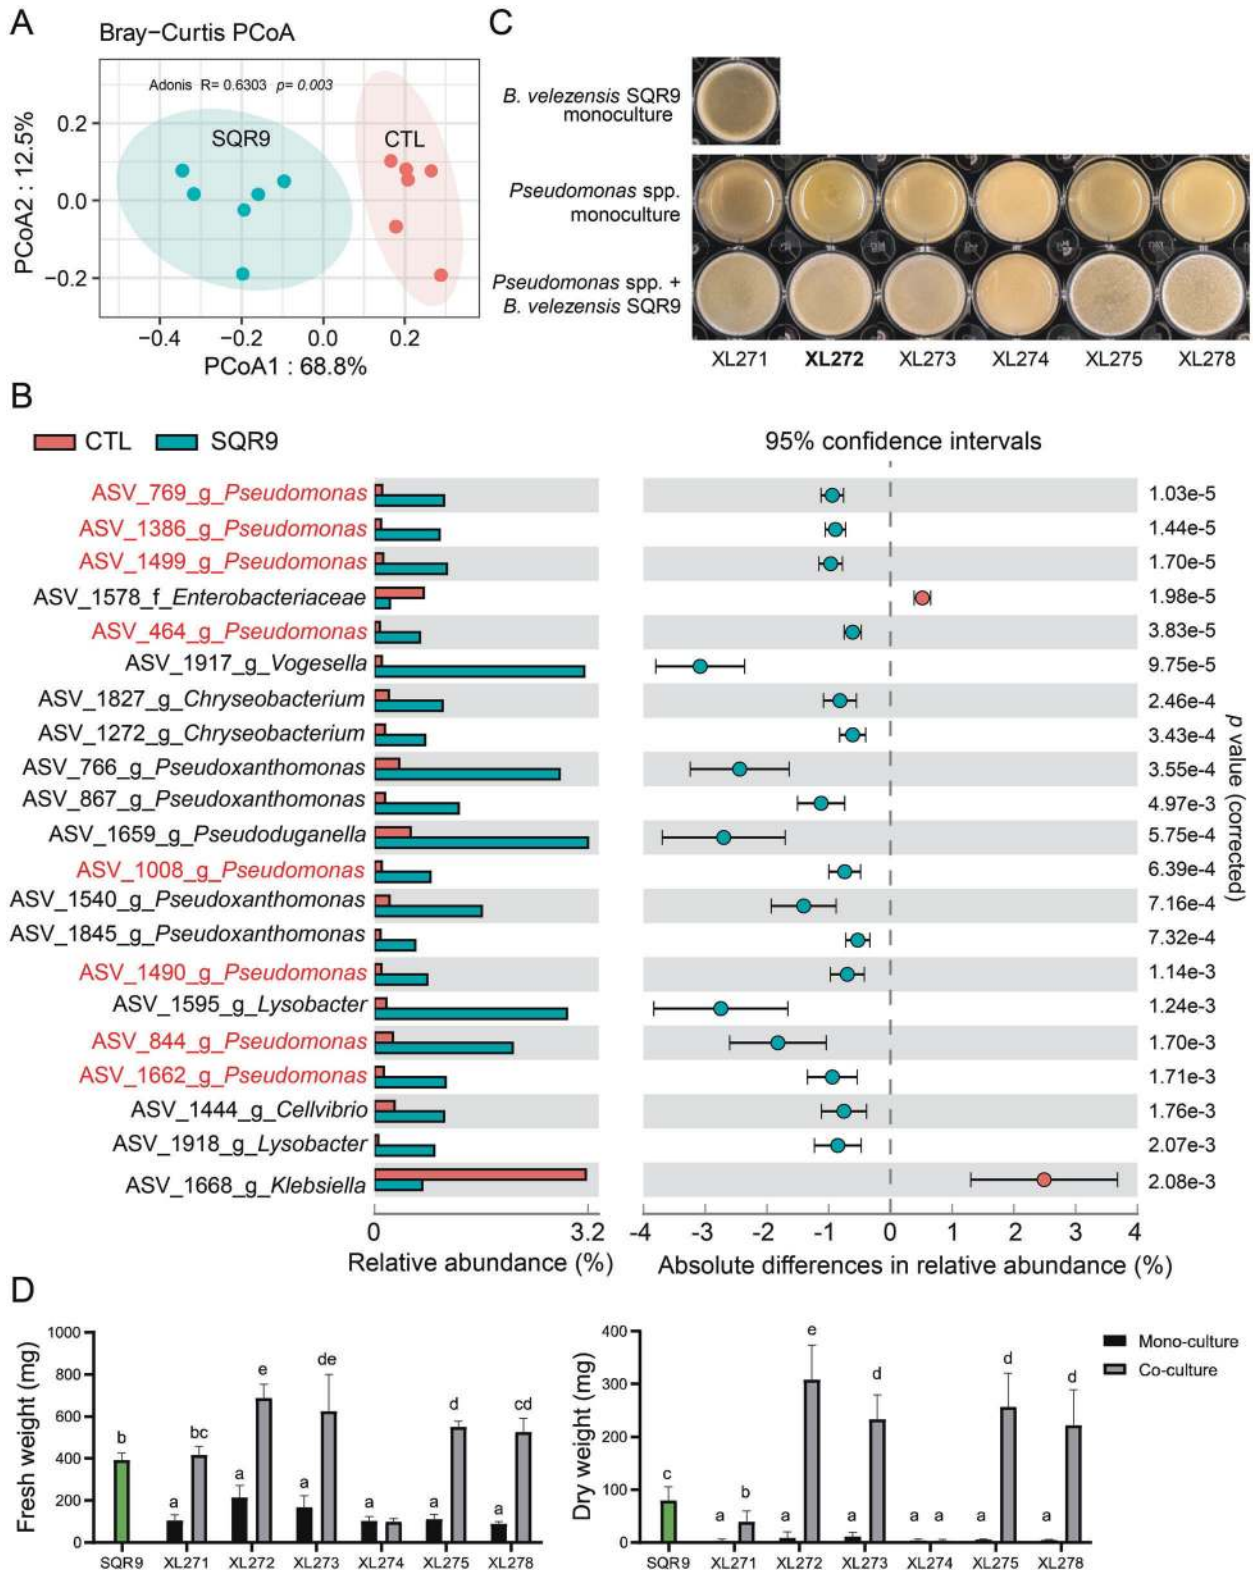 A
Bray−Curtis PCoA
Adonis R= 0.6303 p= 0.003
SQR9
CTL
0.2
0.0
−0.2
PCoA2 : 12.5%
−0.4
−0.2
0.0
0.2
PCoA1 : 68.8%
C
B. velezensis SQR9
monoculture
Pseudomonas spp.
monoculture
Pseudomonas spp. +
B. velezensis SQR9
XL271
XL272
XL273
XL274
XL275
XL278
B
CTL
SQR9
95% confidence intervals
ASV_769_g_Pseudomonas
1.03e-5
ASV_1386_g_Pseudomonas
1.44e-5
ASV_1499_g_Pseudomonas
1.70e-5
ASV_1578_f_Enterobacteriaceae
1.98e-5
ASV_464_g_Pseudomonas
3.83e-5
ASV_1917_g_Vogesella
9.75e-5
ASV_1827_g_Chryseobacterium
2.46e-4
ASV_1272_g_Chryseobacterium
3.43e-4
ASV_766_g_Pseudoxanthomonas
3.55e-4
ASV_867_g_Pseudoxanthomonas
4.97e-3
ASV_1659_g_Pseudoduganella
5.75e-4
ASV_1008_g_Pseudomonas
6.39e-4
ASV_1540_g_Pseudoxanthomonas
7.16e-4
ASV_1845_g_Pseudoxanthomonas
7.32e-4
ASV_1490_g_Pseudomonas
1.14e-3
ASV_1595_g_Lysobacter
1.24e-3
ASV_844_g_Pseudomonas
1.70e-3
ASV_1662_g_Pseudomonas
1.71e-3
ASV_1444_g_Cellvibrio
1.76e-3
ASV_1918_g_Lysobacter
2.07e-3
ASV_1668_g_Klebsiella
2.08e-3
p value (corrected)
0
3.2
Relative abundance (%)
-4
-3
-2
-1
0
1
2
3
4
Absolute differences in relative abundance (%)
D
Fresh weight (mg)
1000
800
600
400
200
0
b
a
bc
a
e
a
de
a
a
a
d
a
cd
SQR9
XL271
XL272
XL273
XL274
XL275
XL278
Dry weight (mg)
400
300
200
100
0
c
a
b
a
e
a
d
a
a
a
d
a
d
SQR9
XL271
XL272
XL273
XL274
XL275
XL278
Mono-culture
Co-culture